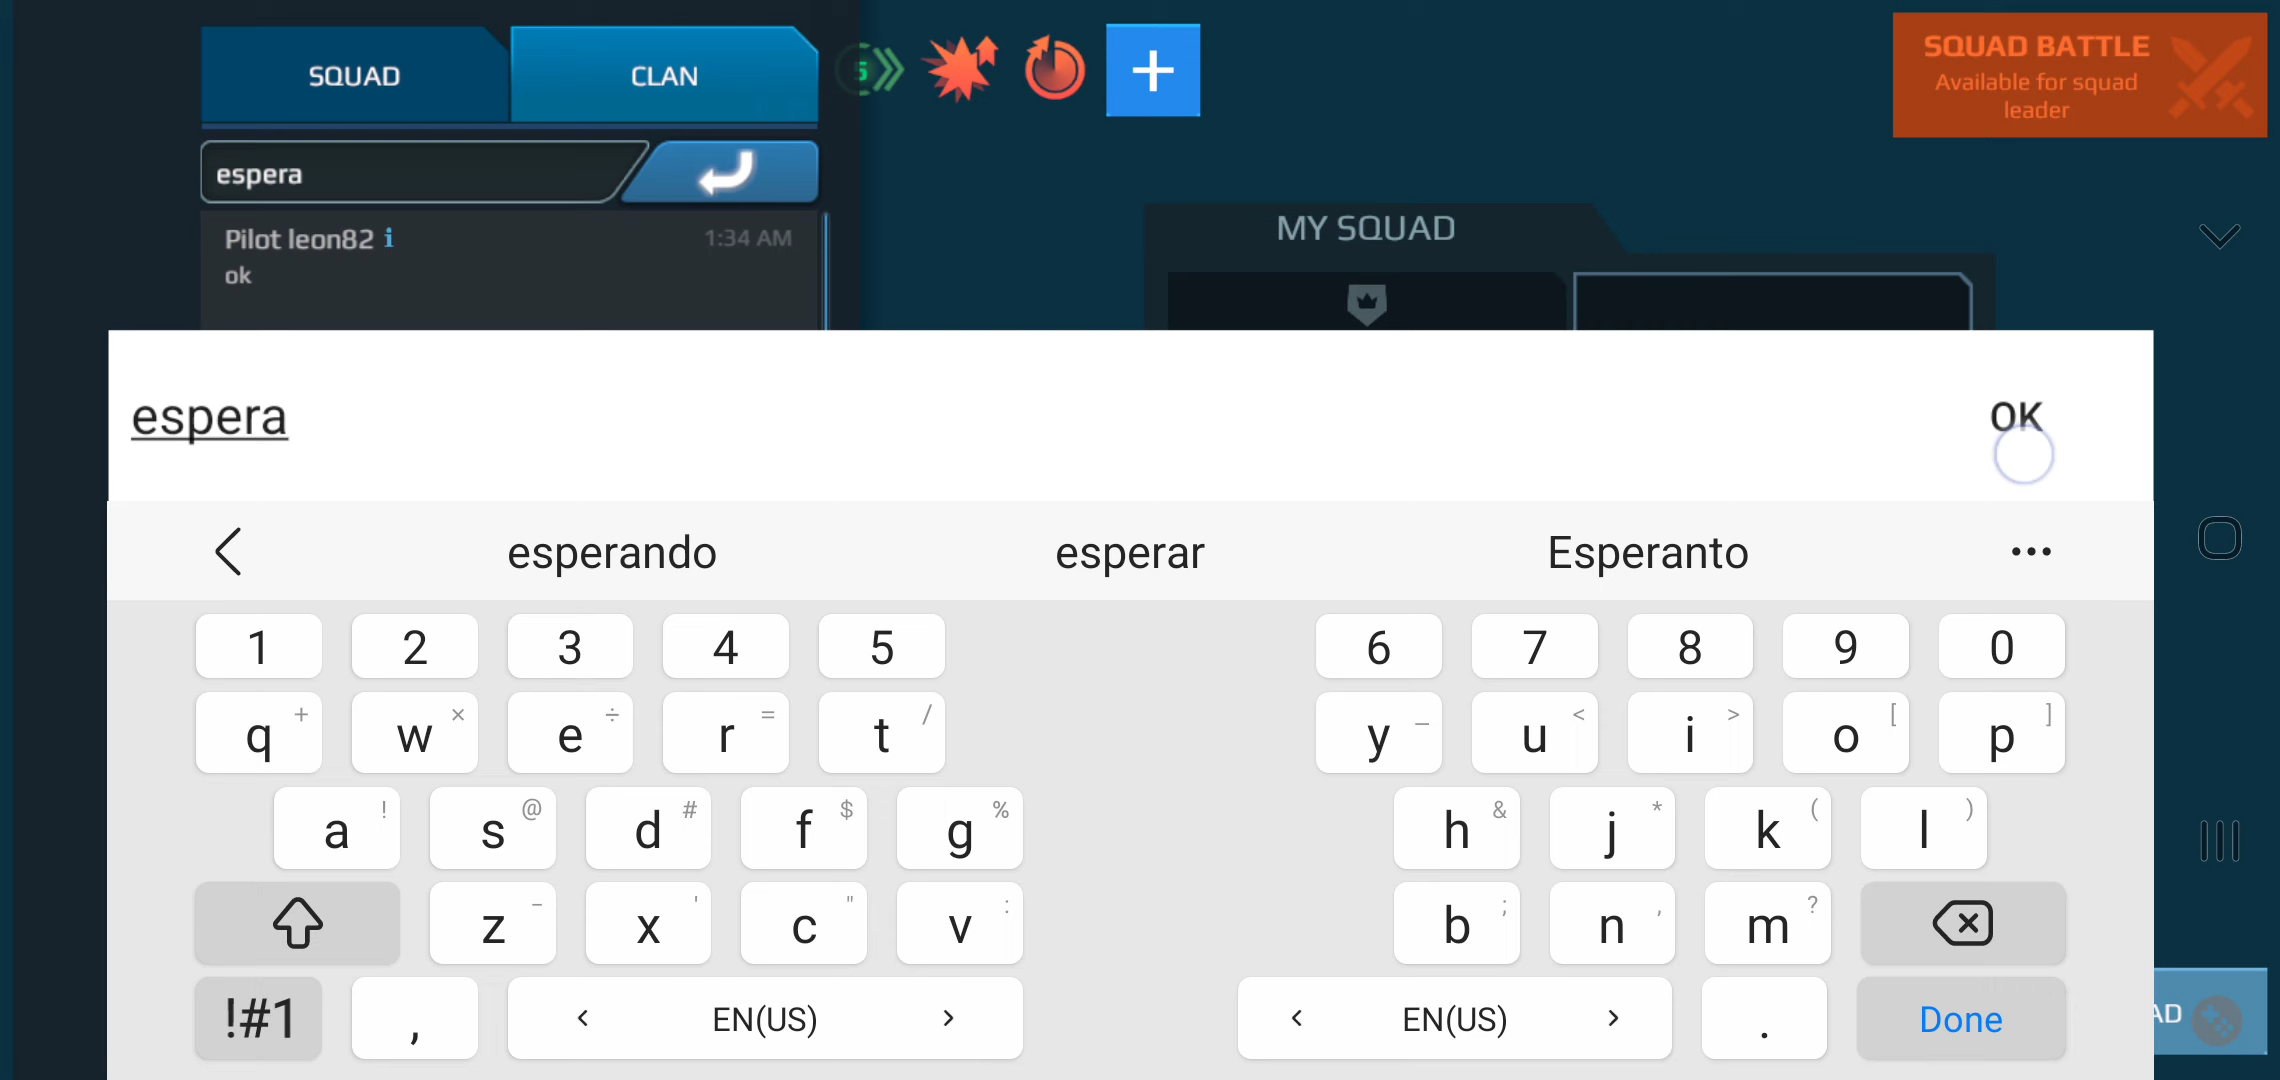 SQUAD
CLAN
5
SQUAD BATTLE
Available for squad
leader
espera
Pilot leon82 i
1:34 AM
ok
MY SQUAD
espera
OK
esperando
esperar
Esperanto
...
1 2 3 4 5 6 7 8 9 0
q + w × e ÷ r = t / y _ u < i > o [ p ]
a ! s @ d # f $ g % h & j * k ( l )
z - x ' c " v : b ; n , m ?
!#1 , < EN(US) > < EN(US) > . Done
AD